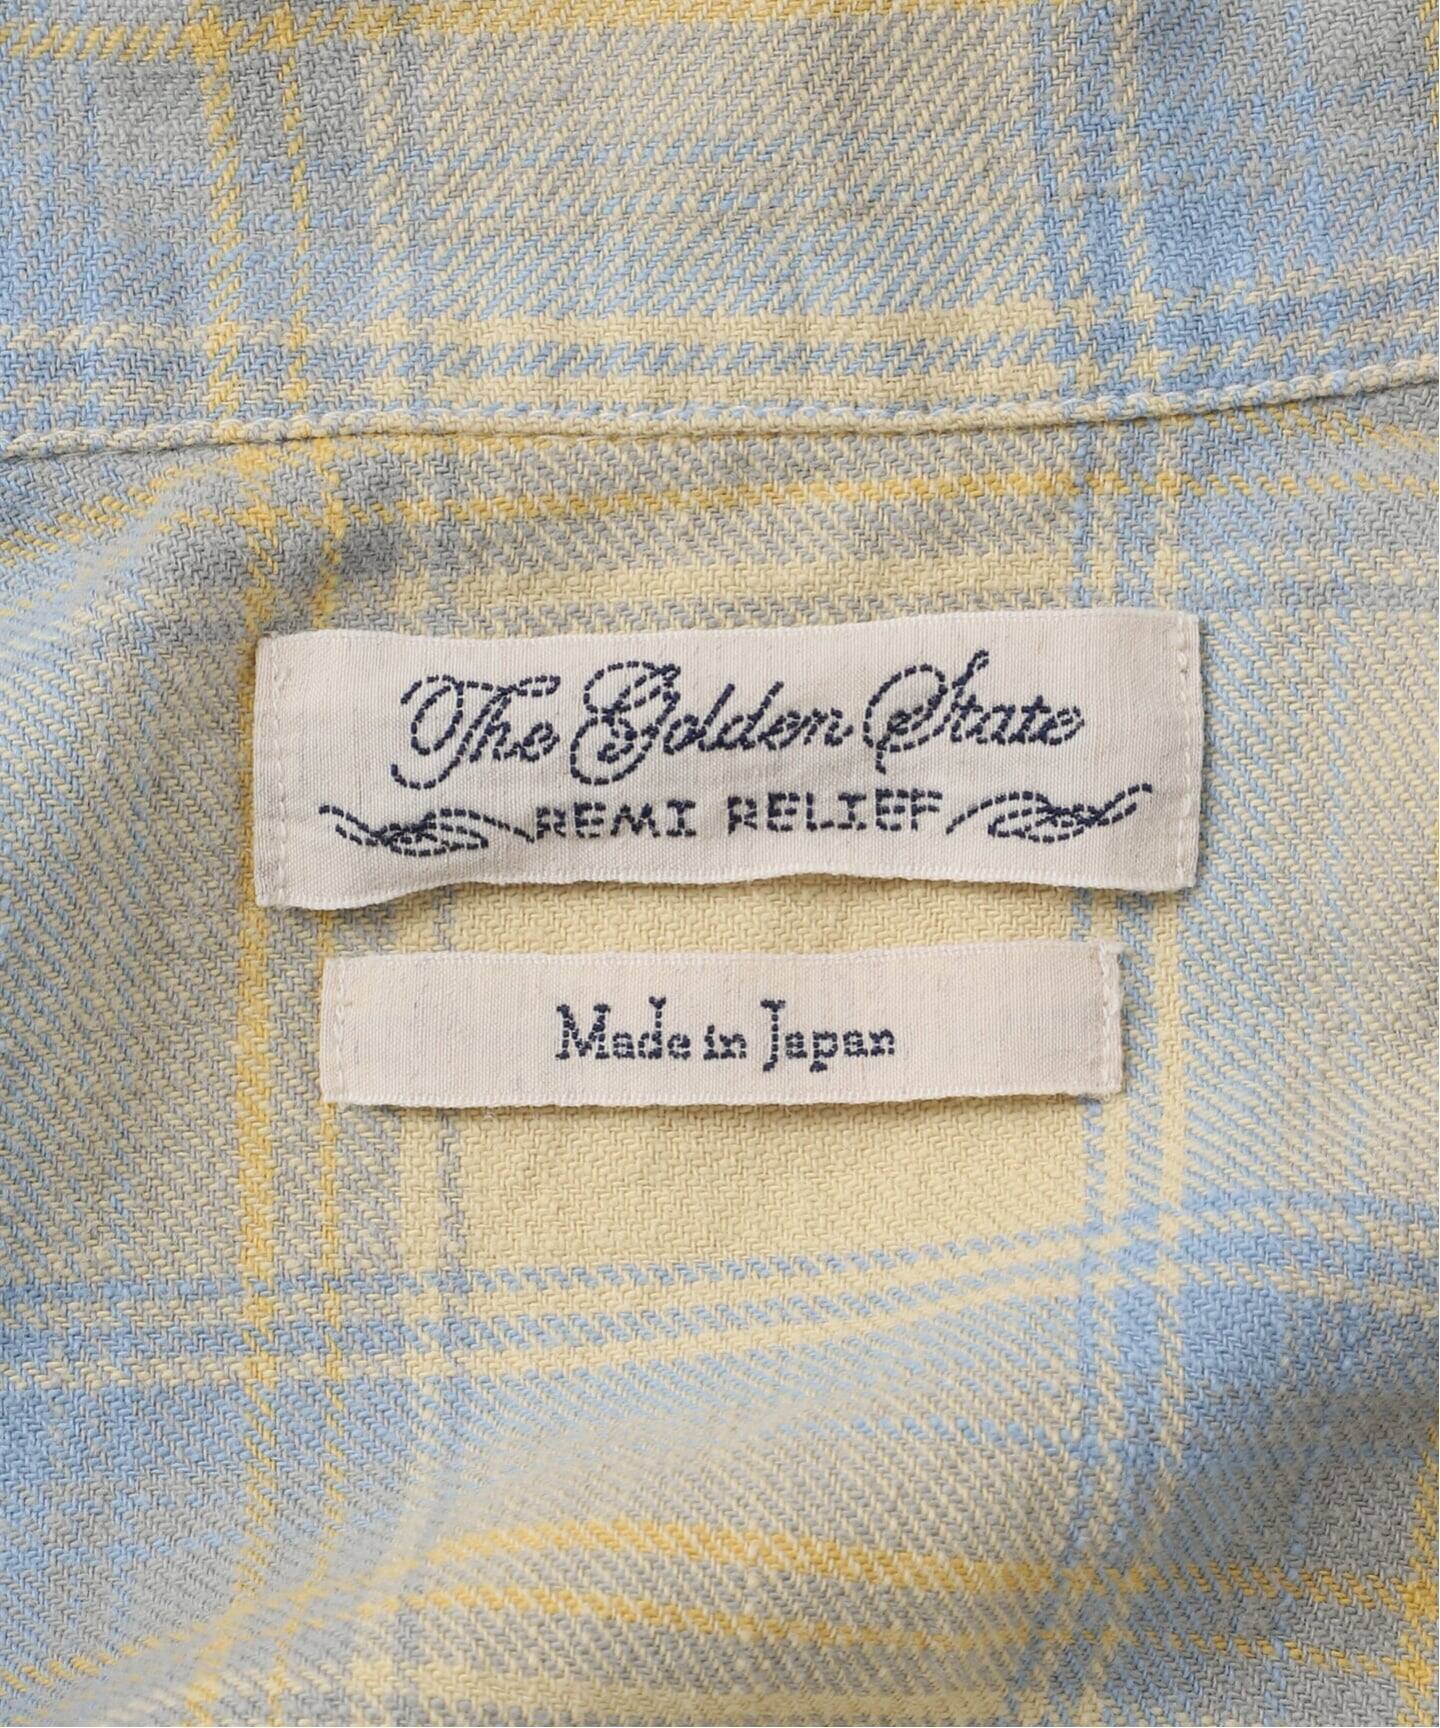 The Golden State
REMI RELIEF
Made in Japan